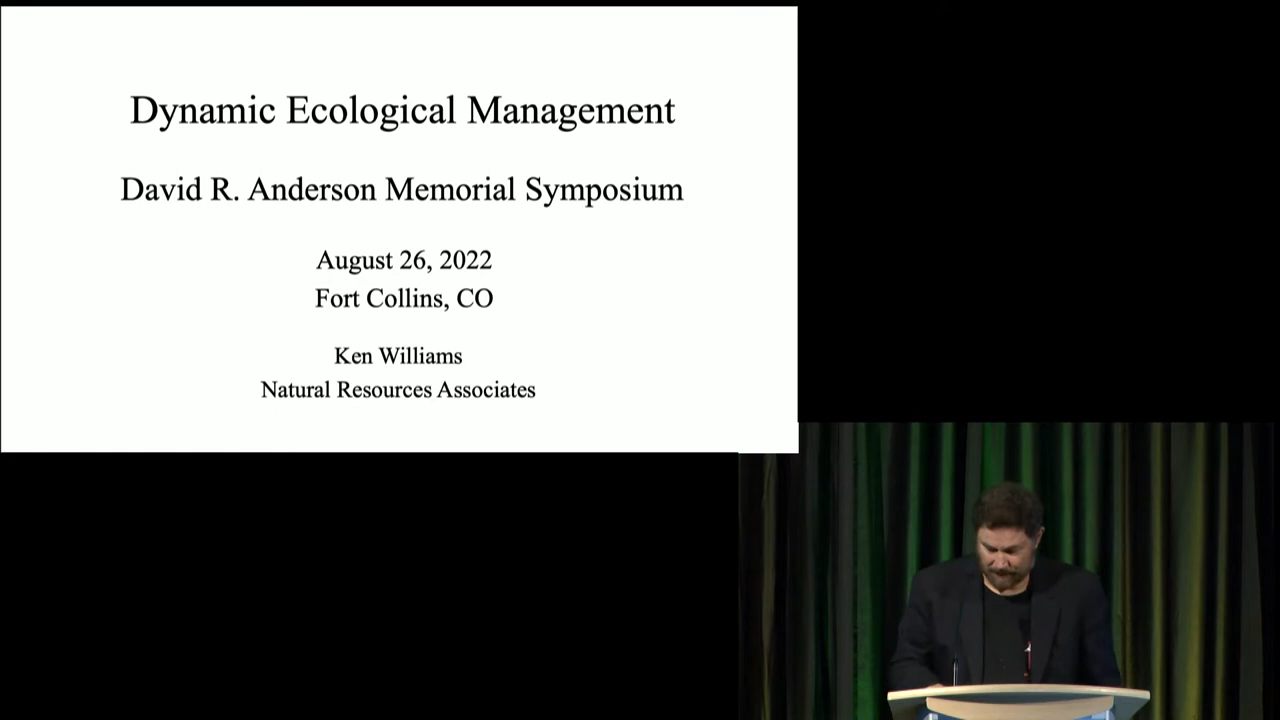 Dynamic Ecological Management
David R. Anderson Memorial Symposium
August 26, 2022
Fort Collins, CO
Ken Williams
Natural Resources Associates